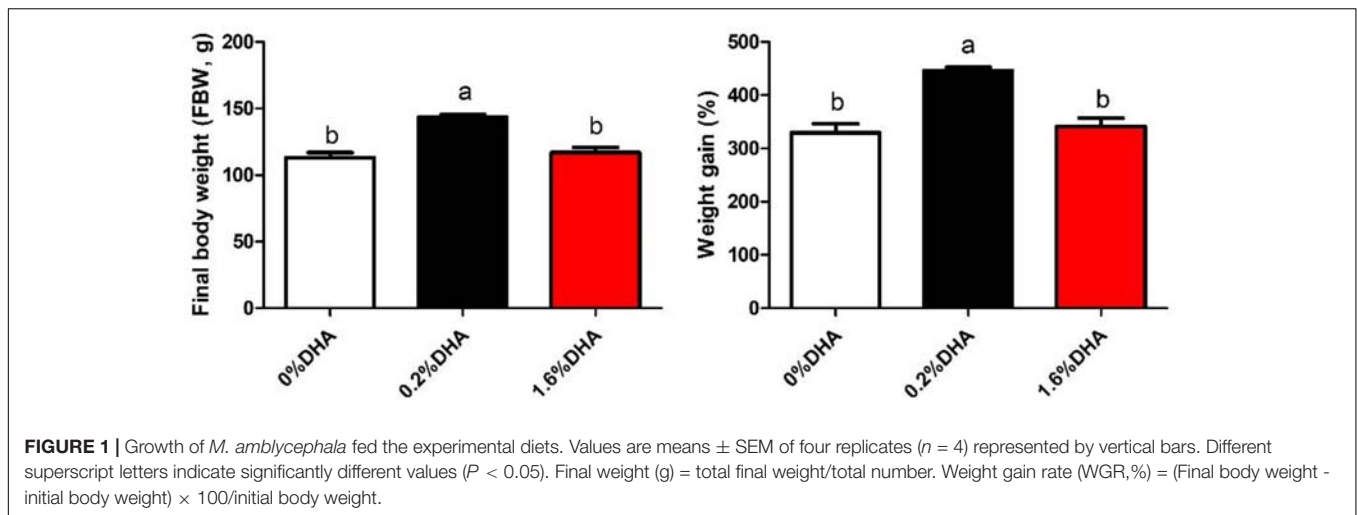 200
150
100
50
0
Final body weight (FBW, g)
b
a
b
0%DHA
0.2%DHA
1.6%DHA
500
400
300
200
100
0
Weight gain (%)
b
a
b
0%DHA
0.2%DHA
1.6%DHA
FIGURE 1 | Growth of M. amblycephala fed the experimental diets. Values are means ± SEM of four replicates (n = 4) represented by vertical bars. Different
superscript letters indicate significantly different values (P < 0.05). Final weight (g) = total final weight/total number. Weight gain rate (WGR,%) = (Final body weight -
initial body weight) × 100/initial body weight.